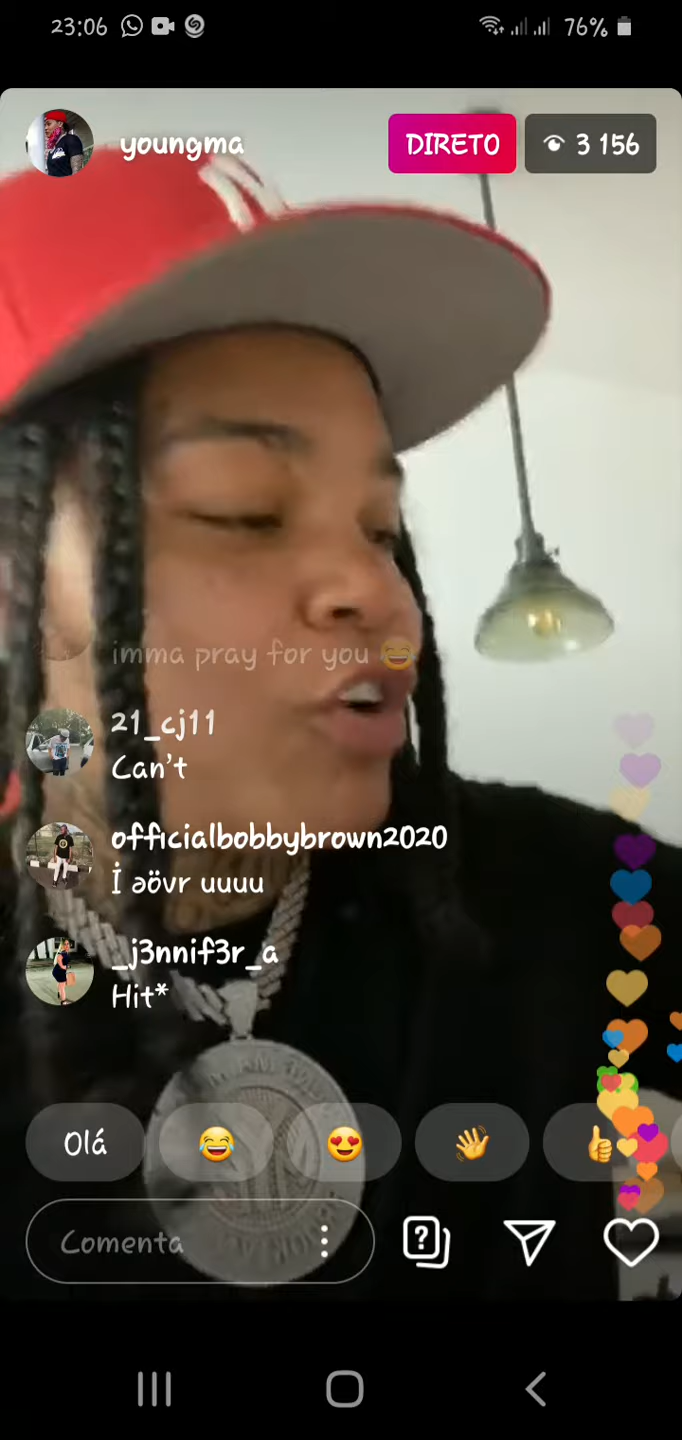 23:06
76%
youngma
DIRETO
3 156
imma pray for you 😂
21_cj11
Can't
officialbobbybrown2020
İ əövr uuuu
_j3nnif3r_a
Hit*
Olá
Comenta